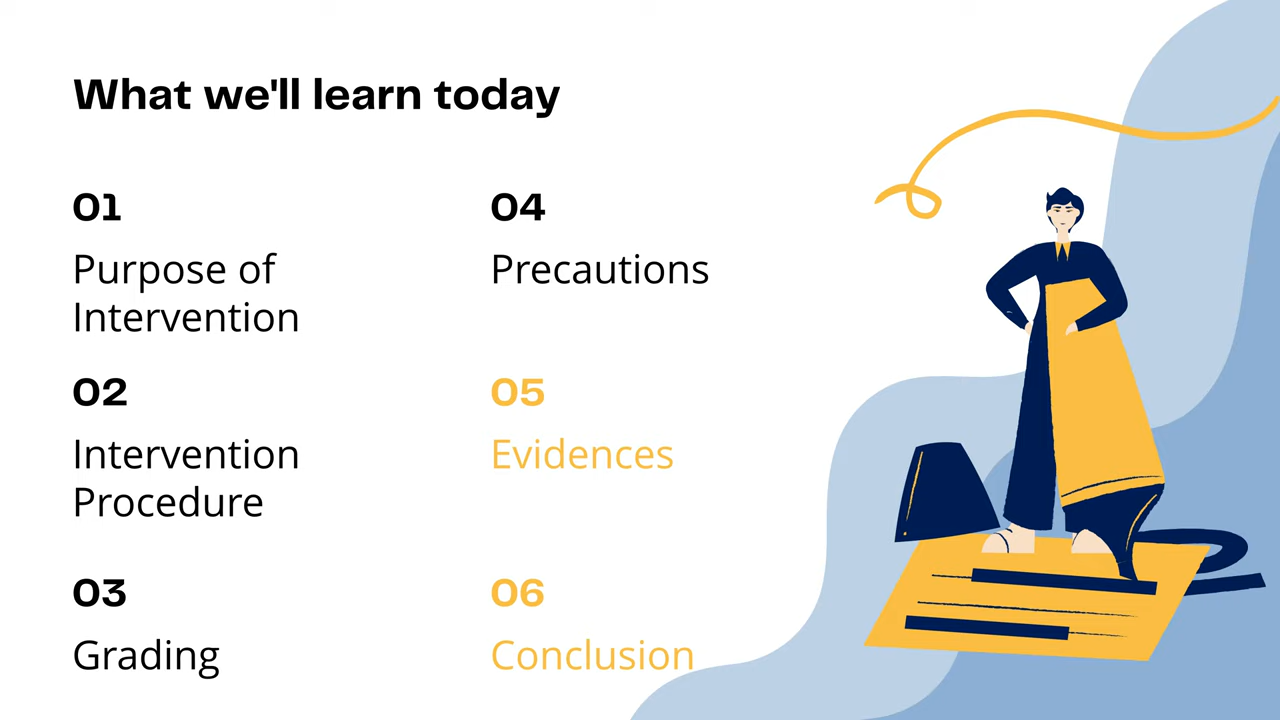 What we'll learn today
01
Purpose of
Intervention
02
Intervention
Procedure
03
Grading
04
Precautions
05
Evidences
06
Conclusion